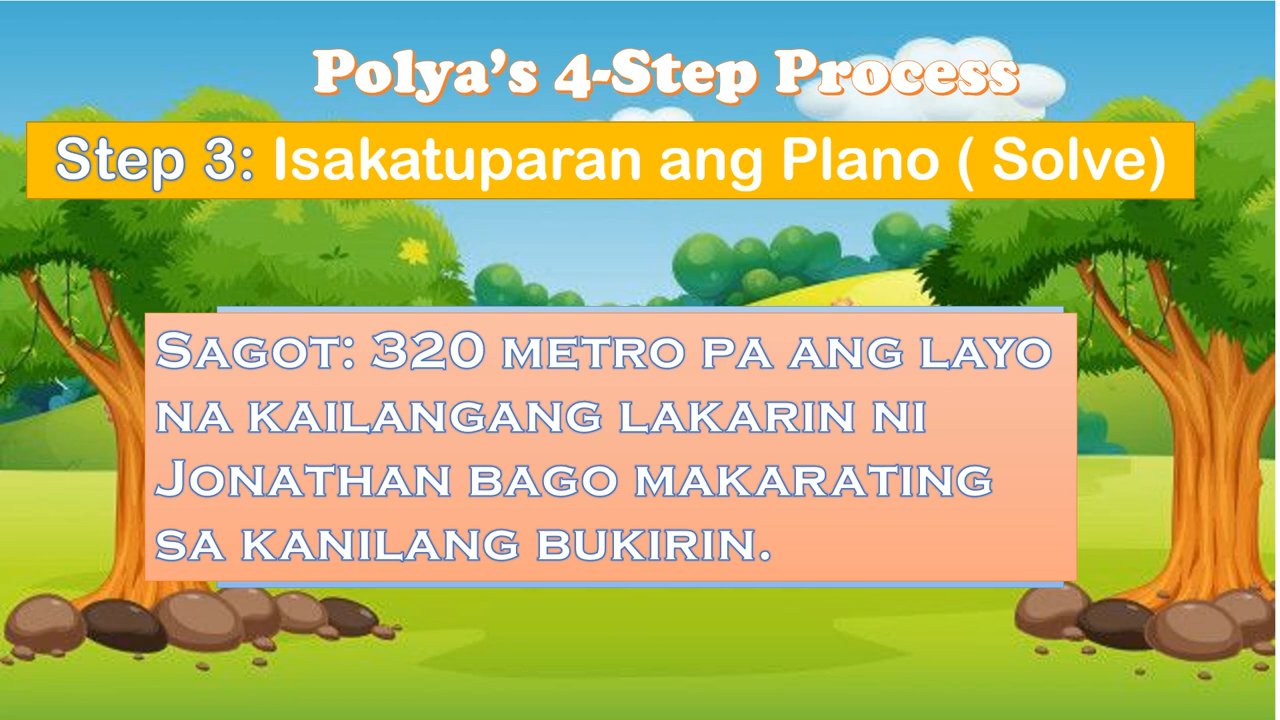 Polya's 4-Step Process
Step 3: Isakatuparan ang Plano ( Solve)
Sagot: 320 metro pa ang layo
na kailangang lakarin ni
Jonathan bago makarating
sa kanilang bukirin.